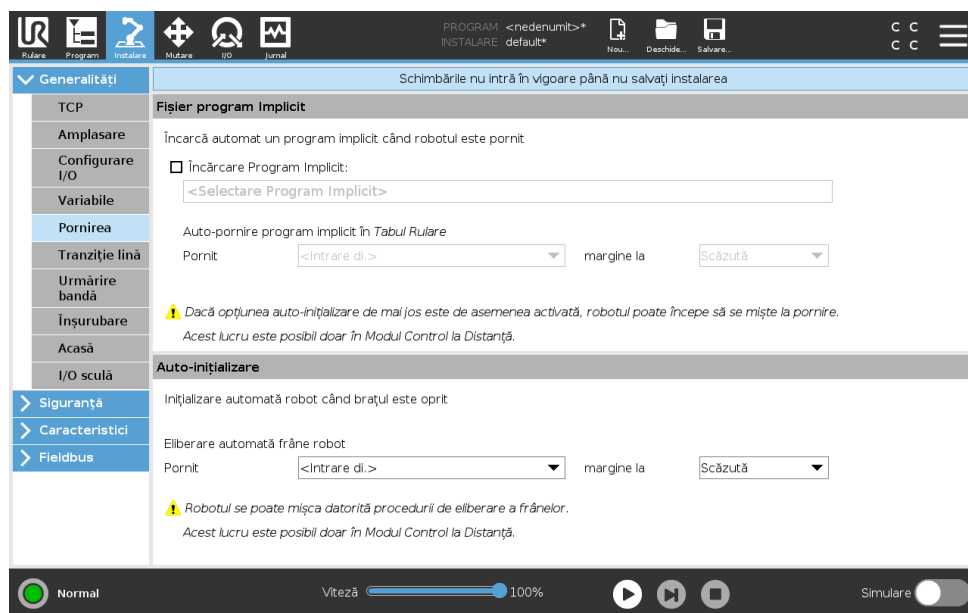 PROGRAM <nedenumit>*
INSTALARE default*
Rulare Program Instalare Mutare I/O Jurnal Nou... Deschide... Salvare...
C C
C C
Generalități
TCP
Amplasare
Configurare
I/O
Variabile
Pornirea
Tranziție lină
Urmărire
bandă
Înșurubare
Acasă
I/O sculă
Siguranță
Caracteristici
Fieldbus
Schimbările nu intră în vigoare până nu salvați instalarea
Fișier program Implicit
Încarcă automat un program implicit când robotul este pornit
Încărcare Program Implicit:
<Selectare Program Implicit>
Auto-pornire program implicit în Tabul Rulare
Pornit <Intrare di.> margine la Scăzută
Dacă opțiunea auto-inițializare de mai jos este de asemenea activată, robotul poate începe să se miște la pornire.
Acest lucru este posibil doar în Modul Control la Distanță.
Auto-inițializare
Inițializare automată robot când brațul este oprit
Eliberare automată frâne robot
Pornit <Intrare di.> margine la Scăzută
Robotul se poate mișca datorită procedurii de eliberare a frânelor.
Acest lucru este posibil doar în Modul Control la Distanță.
Normal Viteză 100% Simulare